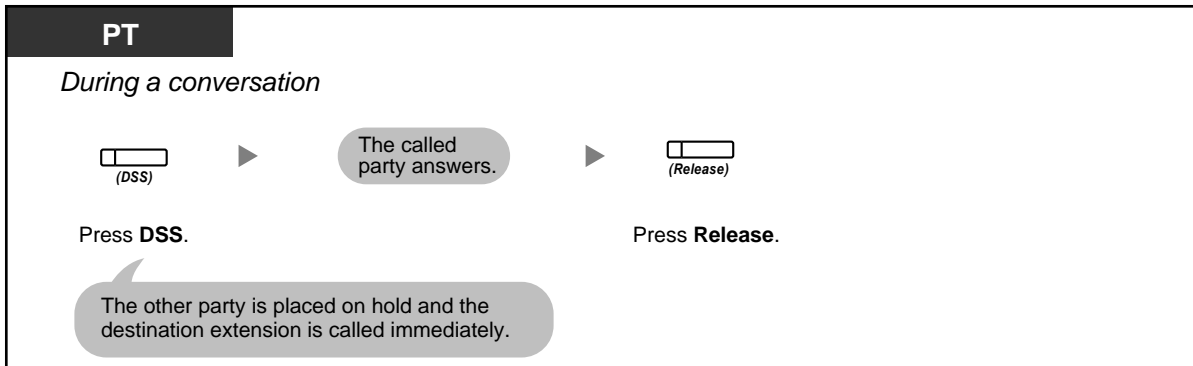 PT
During a conversation
The called
party answers.
(DSS)
(Release)
Press DSS.
Press Release.
The other party is placed on hold and the
destination extension is called immediately.